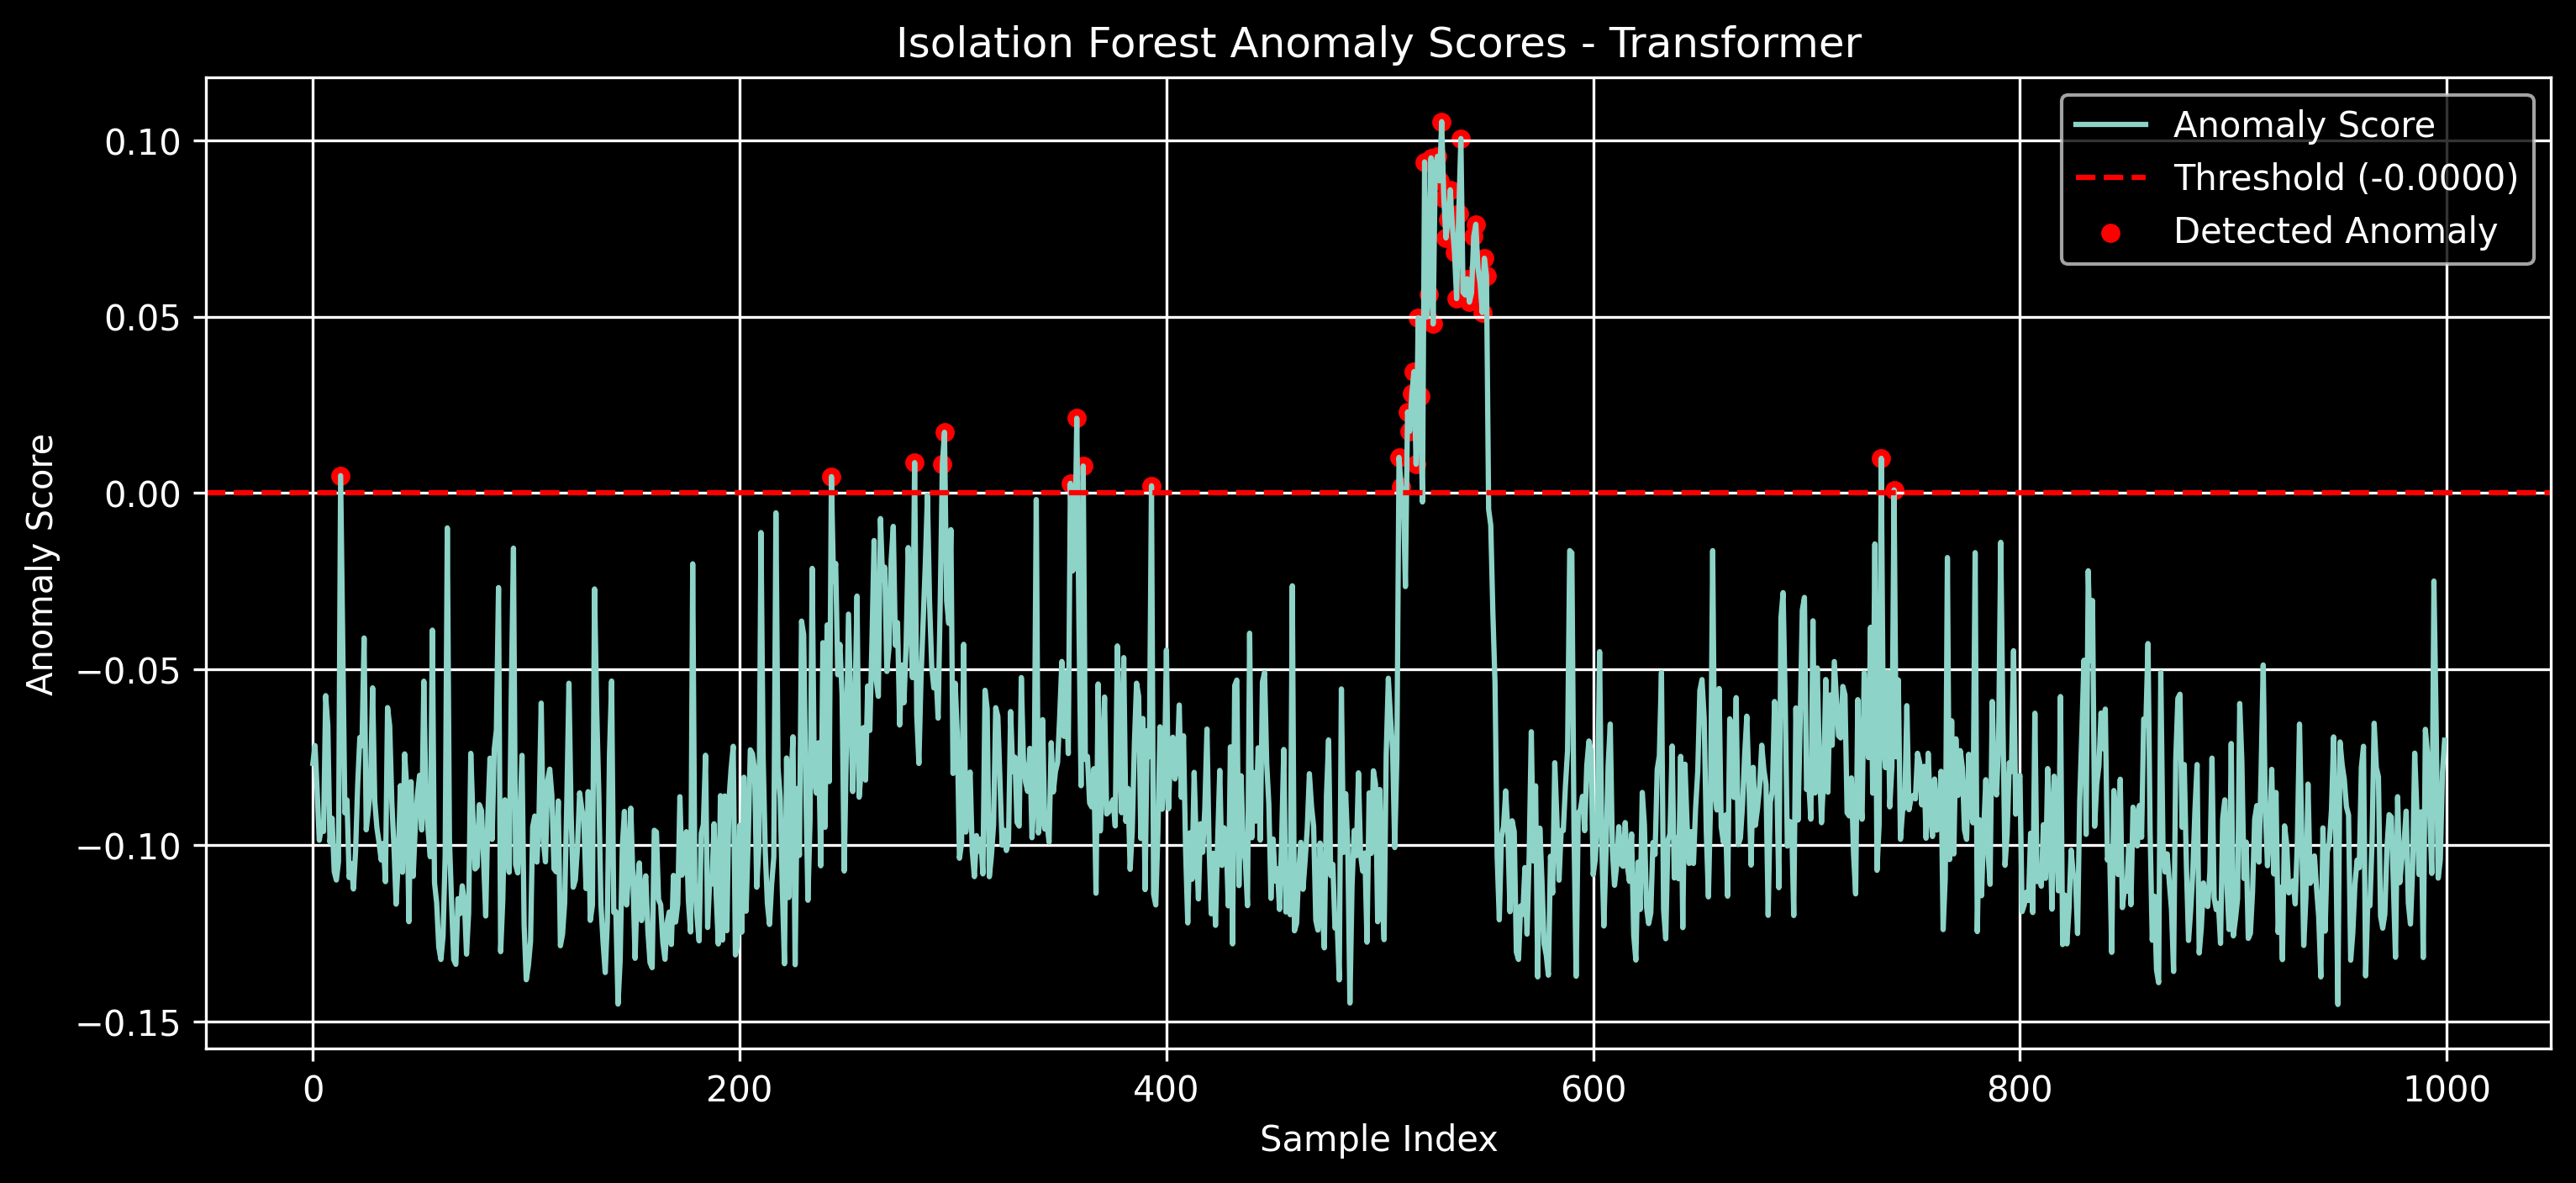 Isolation Forest Anomaly Scores - Transformer
Anomaly Score
Threshold (-0.0000)
Detected Anomaly
0.10
0.05
0.00
−0.05
−0.10
−0.15
Anomaly Score
0
200
400
600
800
1000
Sample Index